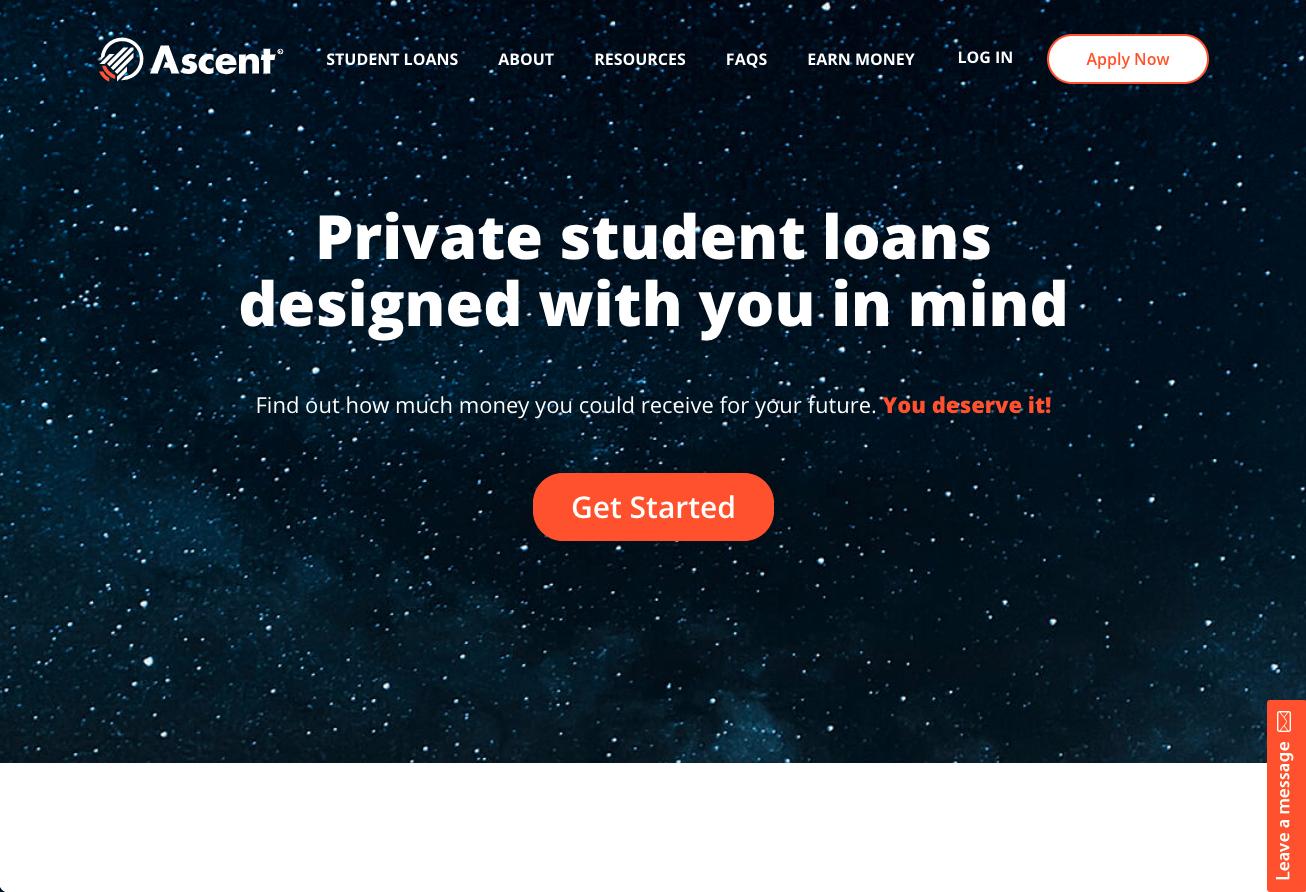 Ascent®
STUDENT LOANS
ABOUT
RESOURCES
FAQS
EARN MONEY
LOG IN
Apply Now
Private student loans
designed with you in mind
Find out how much money you could receive for your future. You deserve it!
Get Started
Leave a message